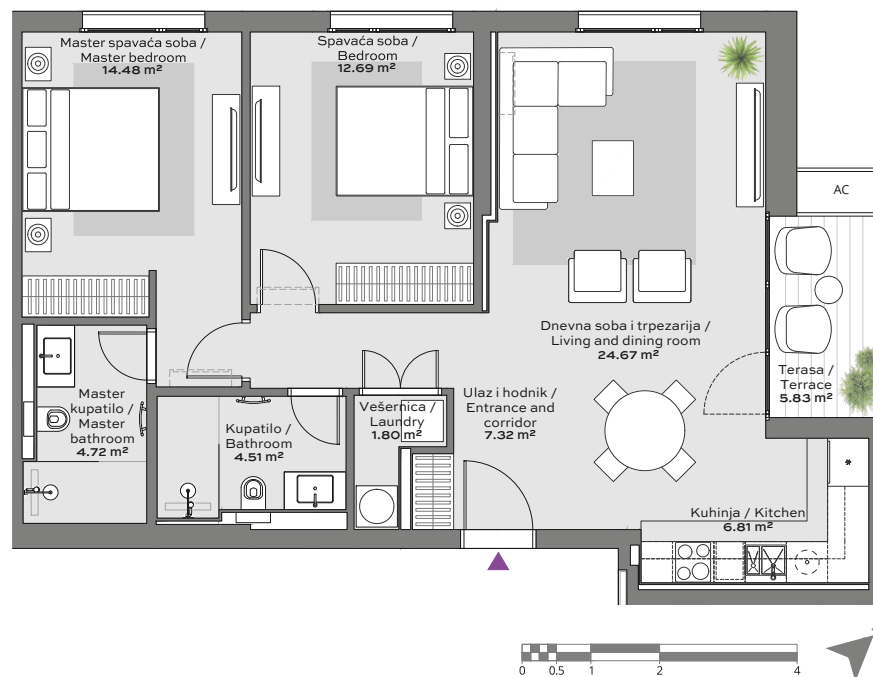 Master spavaća soba /
Master bedroom
14.48 m²
Spavaća soba /
Bedroom
12.69 m²
AC
Dnevna soba i trpezarija /
Living and dining room
24.67 m²
Terasa /
Terrace
5.83 m²
Master
kupatilo /
Master
bathroom
4.72 m²
Kupatilo /
Bathroom
4.51 m²
Vešernica /
Laundry
1.80 m²
Ulaz i hodnik /
Entrance and
corridor
7.32 m²
Kuhinja / Kitchen
6.81 m²
*
0 0.5 1 2 4